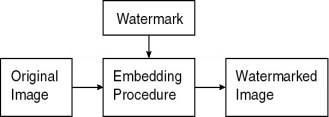 Watermark
Original
Image
Embedding
Procedure
Watermarked
Image